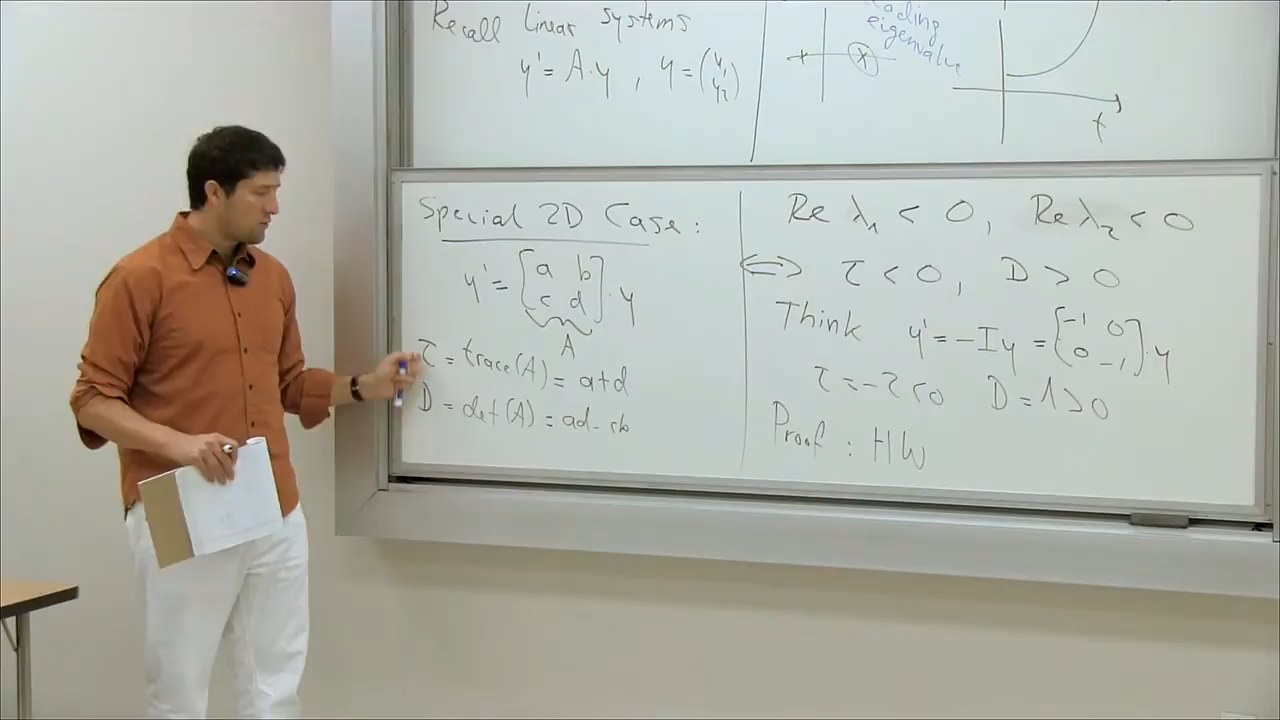 Recall linear systems
y' = A·y , y = (y₁ y₂)
eigenvalue
t
Special 2D Case:
y' = [a b
c d]·y
A
τ = trace(A) = a+d
D = det(A) = ad-cb
Re λ₁ < 0, Re λ₂ < 0
⟺ τ < 0, D > 0
Think y' = -Iy = [-1 0
0 -1]·y
τ = -2 < 0 D = 1 > 0
Proof : HW